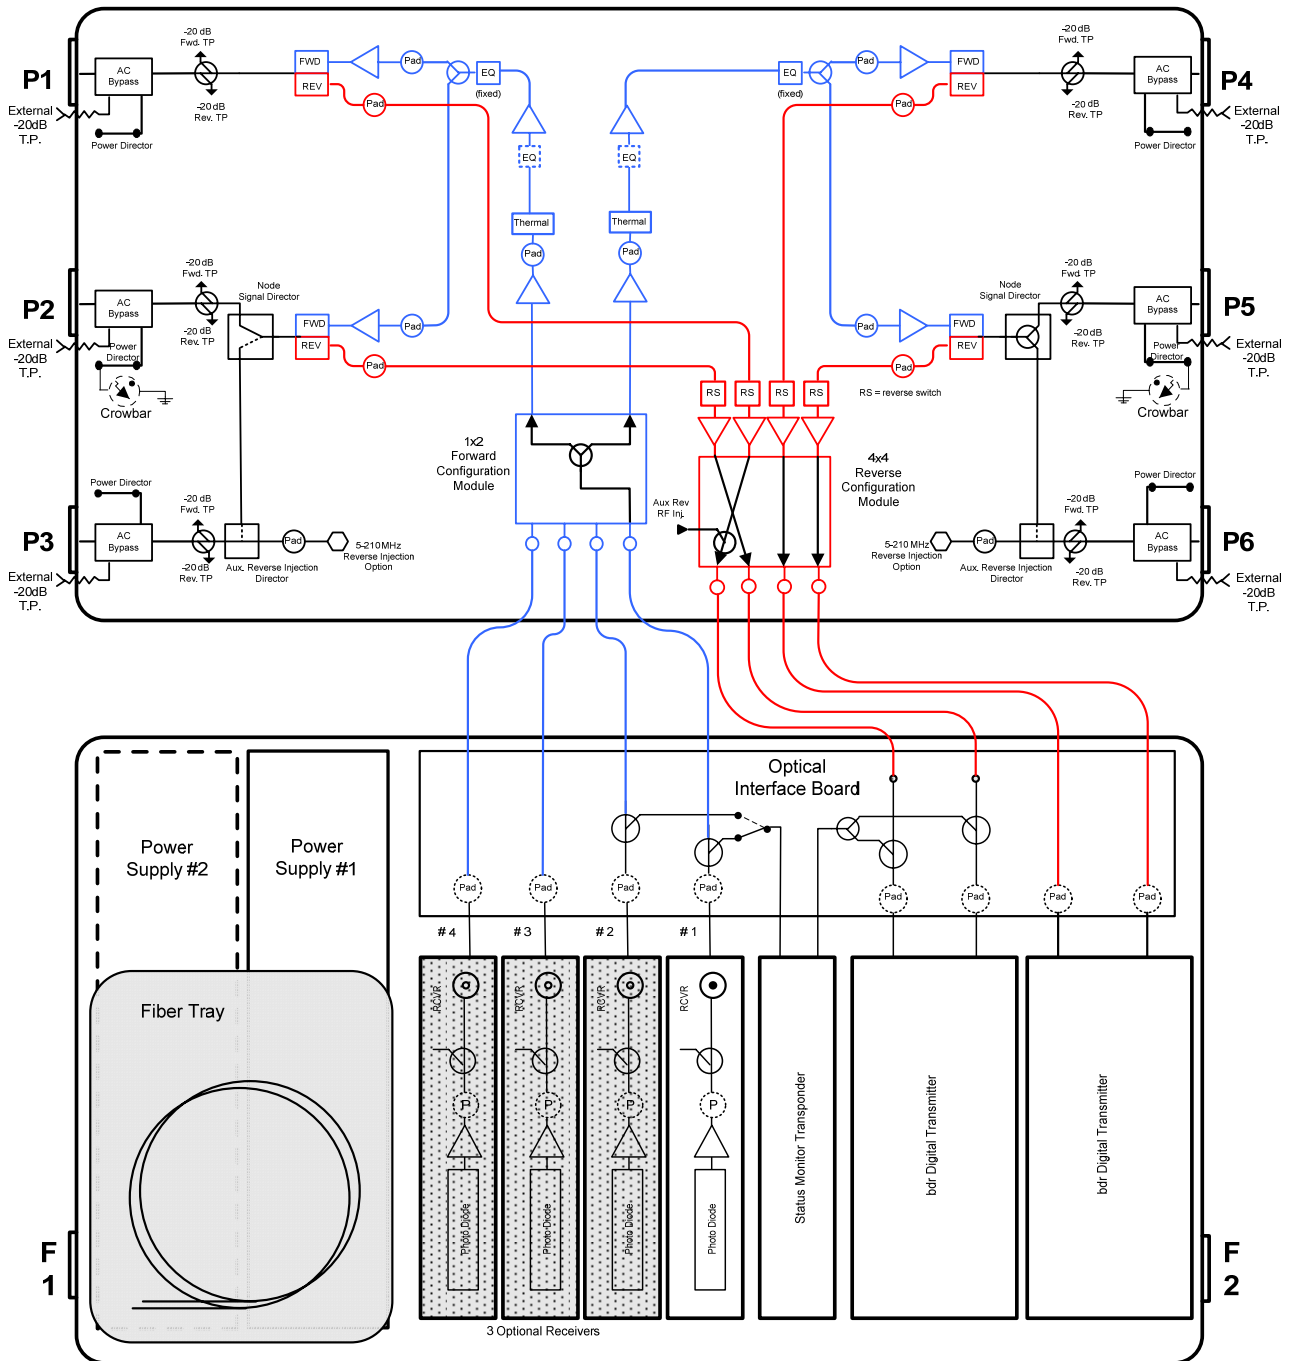 -20 dB
Fwd. TP
P1
AC
Bypass
External
-20dB
T.P.
Power Director
-20 dB
Rev. TP
FWD
REV
Pad
Pad
EQ
(fixed)
EQ
Thermal
Pad
EQ
(fixed)
EQ
Thermal
Pad
Pad
FWD
REV
Pad
-20 dB
Fwd. TP
-20 dB
Rev. TP
AC
Bypass
Power Director
P4
External
-20dB
T.P.
P2
AC
Bypass
External
-20dB
T.P.
Power
Director
Crowbar
-20 dB
Fwd. TP
-20 dB
Rev. TP
Node
Signal Director
FWD
REV
Pad
Pad
Pad
FWD
REV
Pad
Node
Signal Director
-20 dB
Fwd. TP
-20 dB
Rev. TP
AC
Bypass
Power
Director
Crowbar
P5
External
-20dB
T.P.
RS
RS
RS
RS
RS = reverse switch
1x2
Forward
Configuration
Module
4x4
Reverse
Configuration
Module
Aux Rev
RF Inj.
Power Director
P3
AC
Bypass
External
-20dB
T.P.
-20 dB
Fwd. TP
-20 dB
Rev. TP
Aux. Reverse Injection
Director
Pad
5-210 MHz
Reverse Injection
Option
5-210 MHz
Reverse Injection
Option
Pad
Aux. Reverse Injection
Director
-20 dB
Fwd. TP
-20 dB
Rev. TP
Power Director
AC
Bypass
P6
External
-20dB
T.P.
Power
Supply #2
Power
Supply #1
Optical
Interface Board
Pad
Pad
Pad
Pad
Pad
Pad
Pad
Pad
# 4
# 3
# 2
# 1
Fiber Tray
RCVR
P
Photo Diode
RCVR
P
Photo Diode
RCVR
P
Photo Diode
RCVR
P
Photo Diode
Status Monitor Transponder
bdr Digital Transmitter
bdr Digital Transmitter
3 Optional Receivers
F
1
F
2